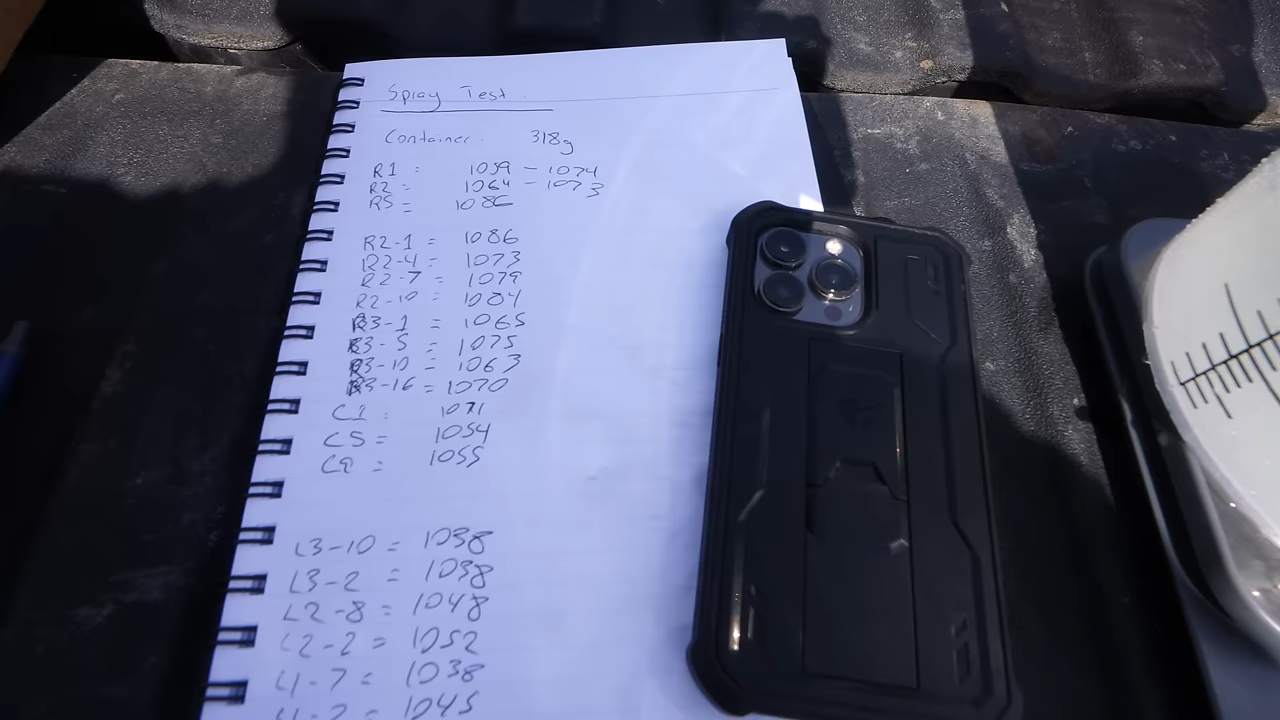 Spray Test.
Container. 318g
R1 : 1059 - 1074
R2 : 1064 - 1073
R5 = 1086
R2-1 = 1086
R2-4 = 1073
R2-7 = 1079
R2-10 = 1084
R3-1 = 1065
R3-5 = 1075
R3-10 = 1063
R3-16 = 1070
C1 : 1071
C5 = 1054
C9 = 1055
L3-10 = 1038
L3-2 = 1038
L2-8 = 1048
L2-2 = 1052
L1-7 = 1038
L1-2 = 1045